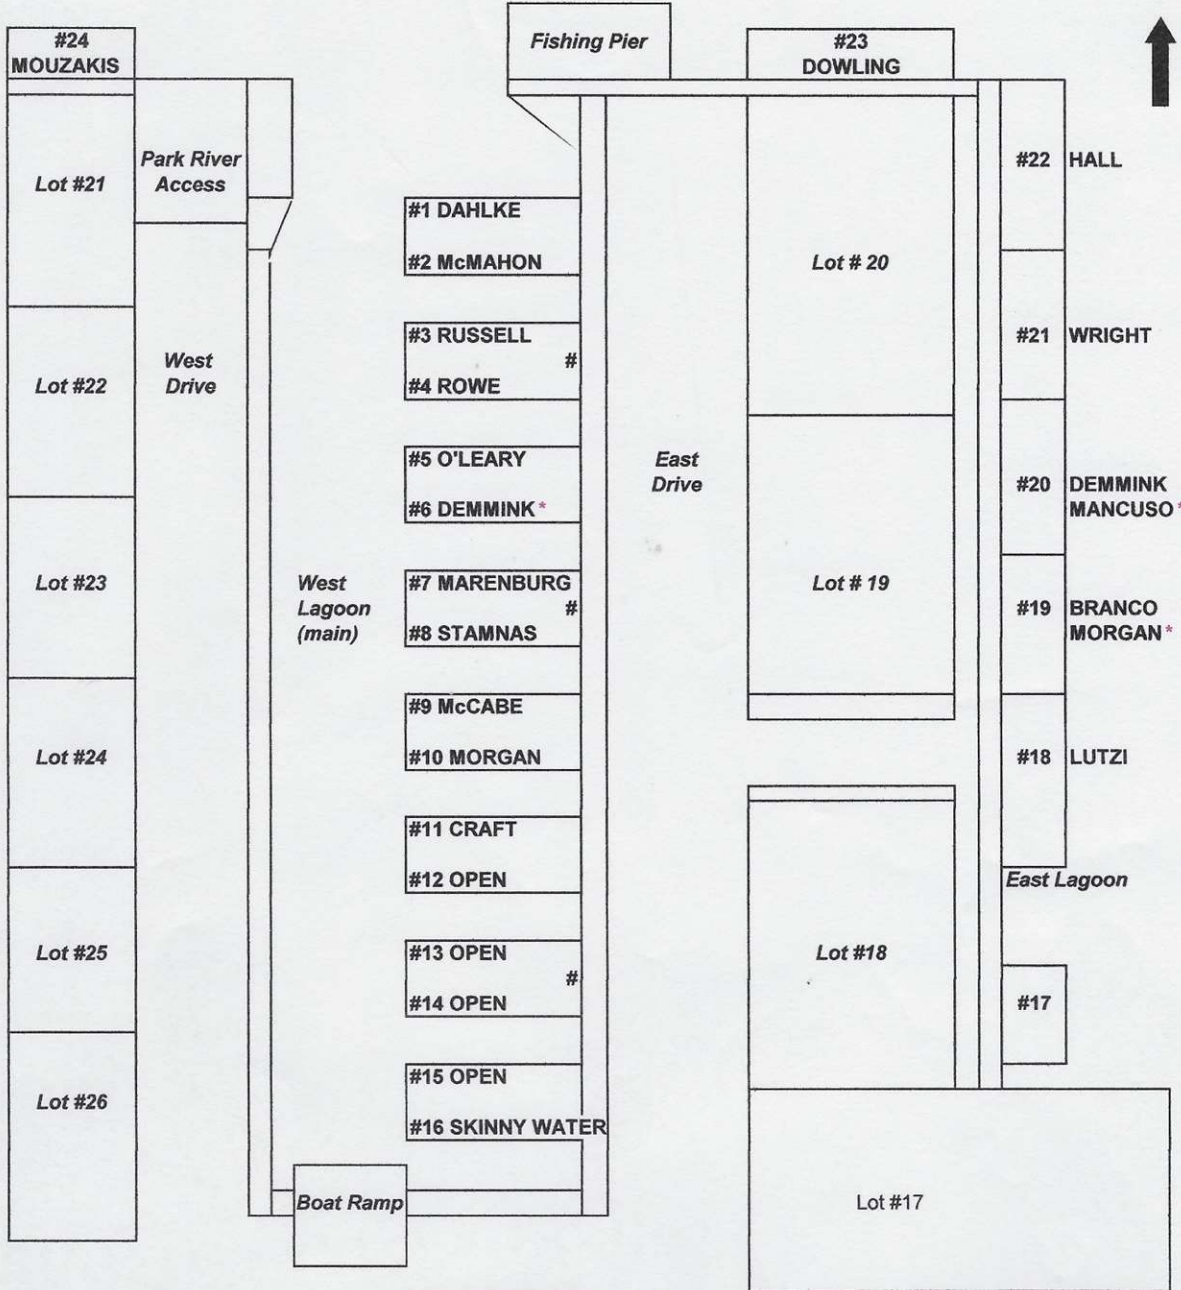 #24
MOUZAKIS
Fishing Pier
#23
DOWLING
Lot #21
Park River
Access
#22 HALL
#1 DAHLKE
#2 McMAHON
Lot # 20
#3 RUSSELL
#
#4 ROWE
#21 WRIGHT
Lot #22
West
Drive
#5 O'LEARY
#6 DEMMINK *
East
Drive
#20 DEMMINK
MANCUSO *
Lot #23
West
Lagoon
(main)
#7 MARENBURG
#
#8 STAMNAS
Lot # 19
#19 BRANCO
MORGAN *
#9 McCABE
#10 MORGAN
Lot #24
#18 LUTZI
#11 CRAFT
#12 OPEN
East Lagoon
Lot #25
#13 OPEN
#
#14 OPEN
Lot #18
#17
#15 OPEN
#16 SKINNY WATER
Lot #26
Boat Ramp
Lot #17